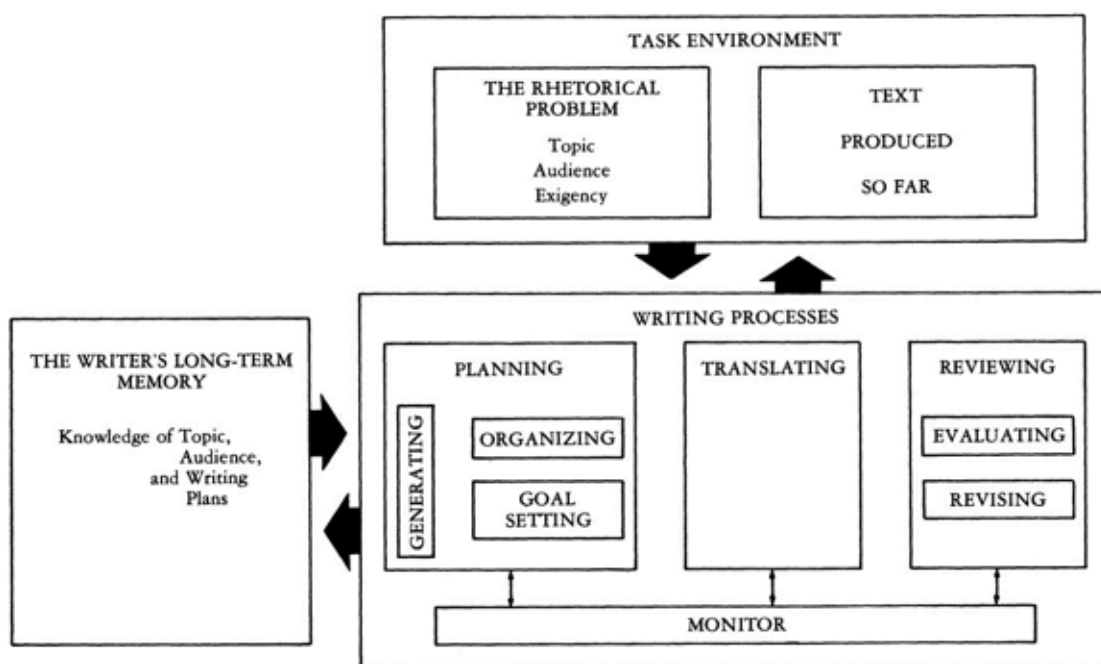 TASK ENVIRONMENT
THE RHETORICAL
PROBLEM
Topic
Audience
Exigency
TEXT
PRODUCED
SO FAR
THE WRITER'S LONG-TERM
MEMORY
Knowledge of Topic,
Audience,
and Writing
Plans
WRITING PROCESSES
PLANNING
GENERATING
ORGANIZING
GOAL
SETTING
TRANSLATING
REVIEWING
EVALUATING
REVISING
MONITOR